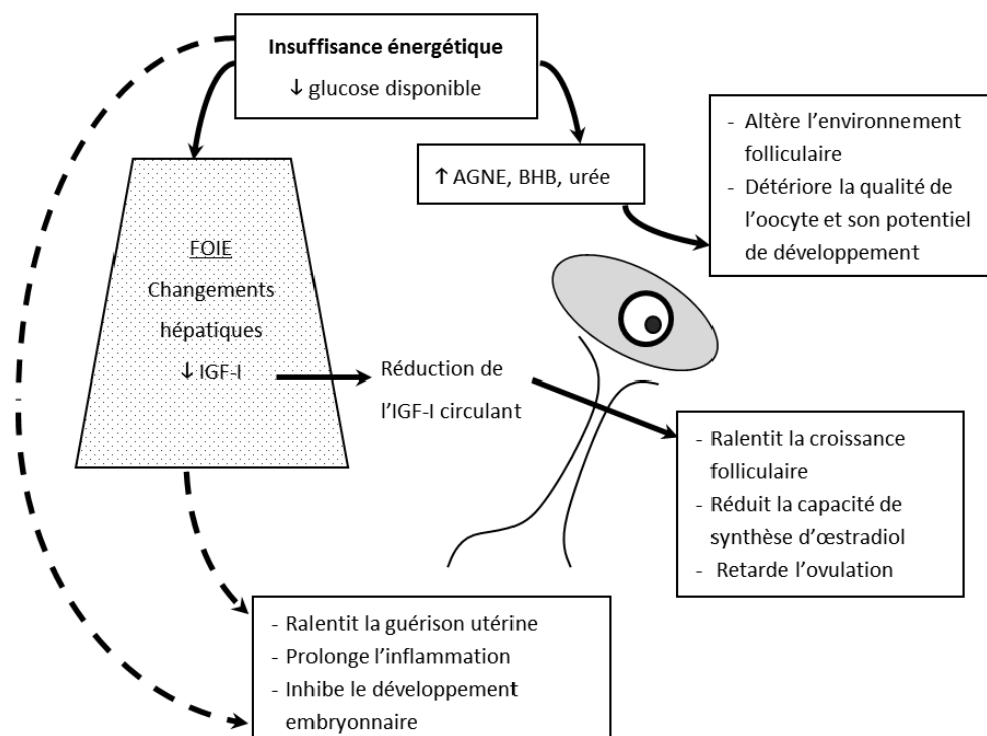 Insuffisance énergétique
↓ glucose disponible
↑ AGNE, BHB, urée
- Altère l'environnement
folliculaire
- Détériore la qualité de
l'oocyte et son potentiel
de développement
FOIE
Changements
hépatiques
↓ IGF-I
Réduction de
l'IGF-I circulant
- Ralentit la croissance
folliculaire
- Réduit la capacité de
synthèse d'œstradiol
- Retarde l'ovulation
- Ralentit la guérison utérine
- Prolonge l'inflammation
- Inhibe le développement
embryonnaire